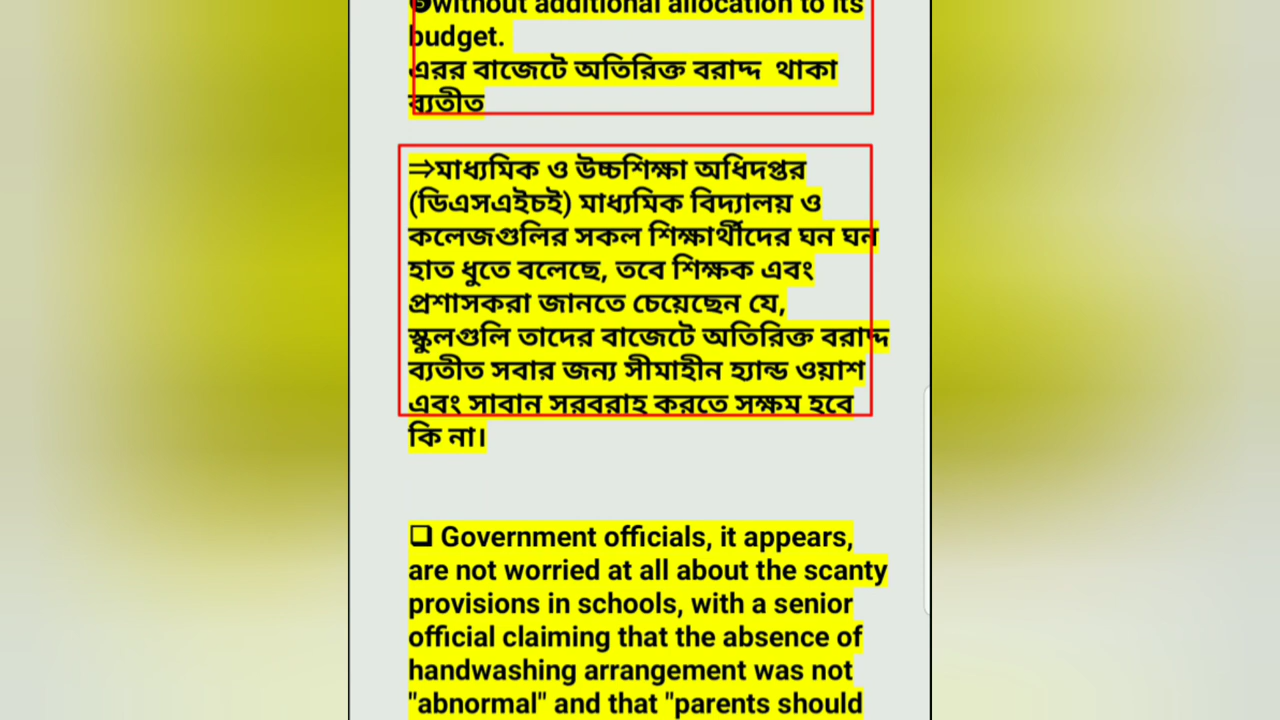 ➲without additional allocation to its
budget.
এরর বাজেটে অতিরিক্ত বরাদ্দ থাকা
ব্যতীত
⇒মাধ্যমিক ও উচ্চশিক্ষা অধিদপ্তর
(ডিএসএইচই) মাধ্যমিক বিদ্যালয় ও
কলেজগুলির সকল শিক্ষার্থীদের ঘন ঘন
হাত ধুতে বলেছে, তবে শিক্ষক এবং
প্রশাসকরা জানতে চেয়েছেন যে,
স্কুলগুলি তাদের বাজেটে অতিরিক্ত বরাদ্দ
ব্যতীত সবার জন্য সীমাহীন হ্যান্ড ওয়াশ
এবং সাবান সরবরাহ করতে সক্ষম হবে
কি না।
❑ Government officials, it appears,
are not worried at all about the scanty
provisions in schools, with a senior
official claiming that the absence of
handwashing arrangement was not
"abnormal" and that "parents should